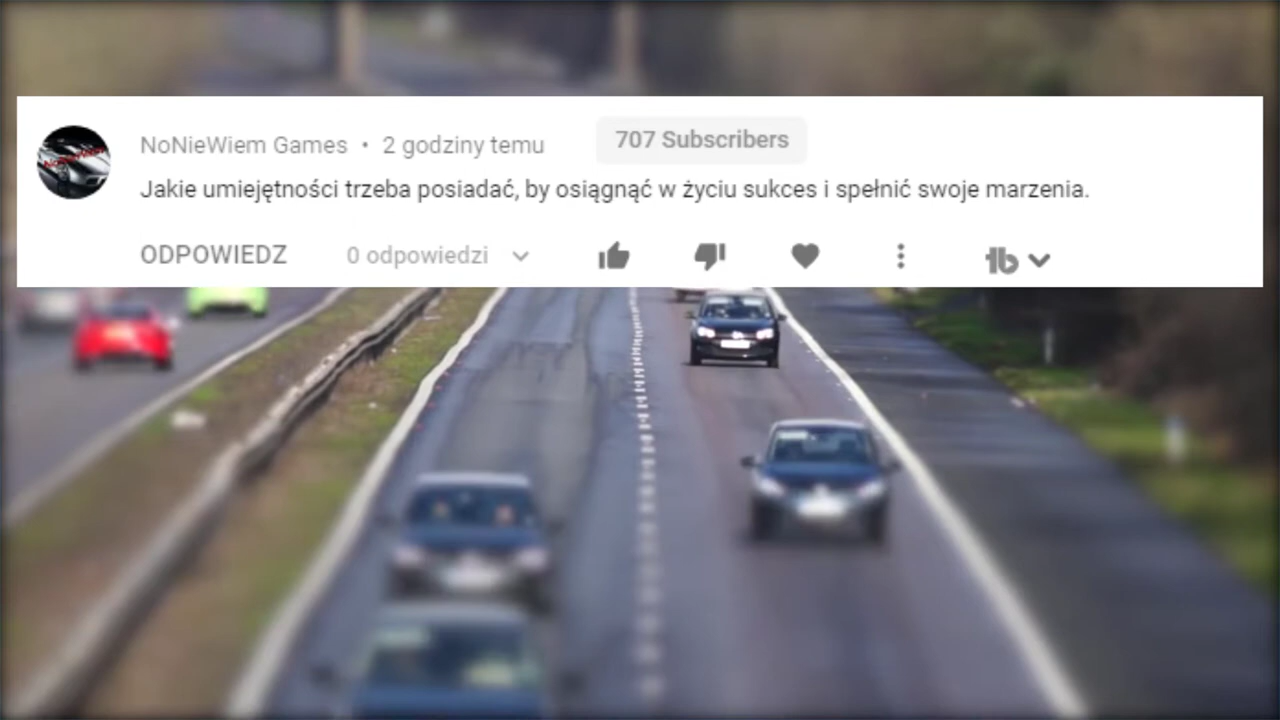 NoNieWiem Games • 2 godziny temu 707 Subscribers
Jakie umiejętności trzeba posiadać, by osiągnąć w życiu sukces i spełnić swoje marzenia.
ODPOWIEDZ 0 odpowiedzi